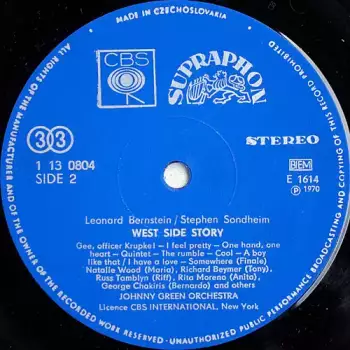 MADE IN CZECHOSLOVAKIA
ALL RIGHTS OF THE MANUFACTURER AND OF THE OWNER OF THE RECORDED WORK RESERVED · UNAUTHORIZED PUBLIC PERFORMANCE BROADCASTING AND COPYING OF THIS RECORD PROHIBITED
CBS
SUPRAPHON
33
STEREO
1 13 0804
SIDE 2
BIEM
E 1614
Ⓟ 1970
Leonard Bernstein/Stephen Sondheim
WEST SIDE STORY
Gee, officer Krupke! — I feel pretty — One hand, one
heart — Quintet — The rumble — Cool — A boy
like that / I have a love — Somewhere (Finale)
Natalie Wood (Maria), Richard Beymer (Tony),
Russ Tamblyn (Riff), Rita Moreno (Anita),
George Chakiris (Bernardo) and others
JOHNNY GREEN ORCHESTRA
Licence CBS INTERNATIONAL, New York